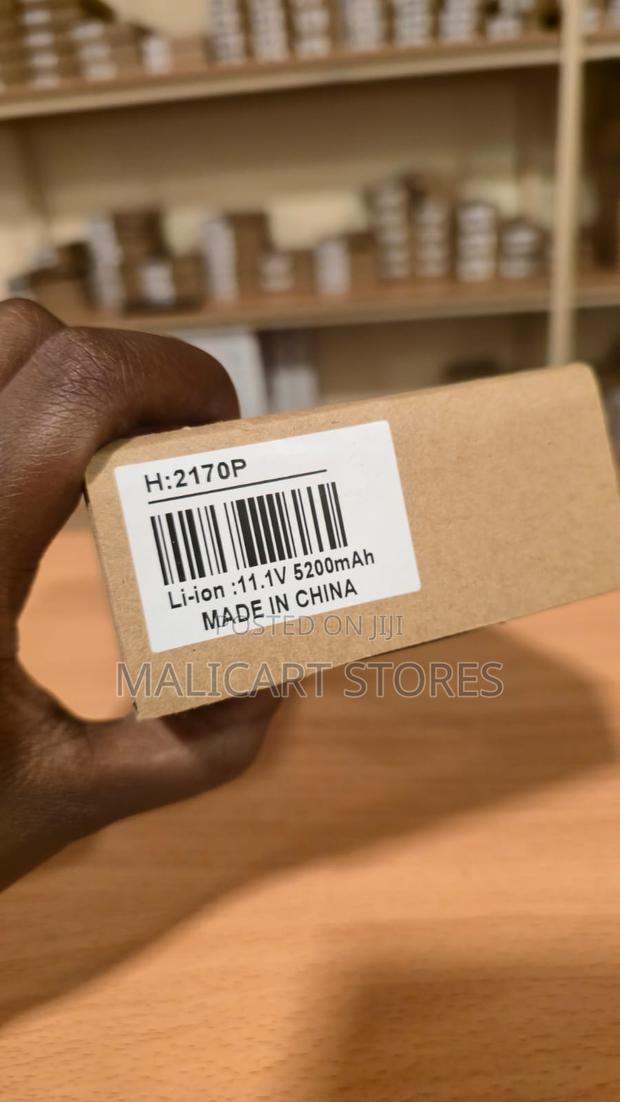 H:2170P
Li-ion :11.1V 5200mAh
MADE IN CHINA
POSTED ON JIJI
MALICART STORES